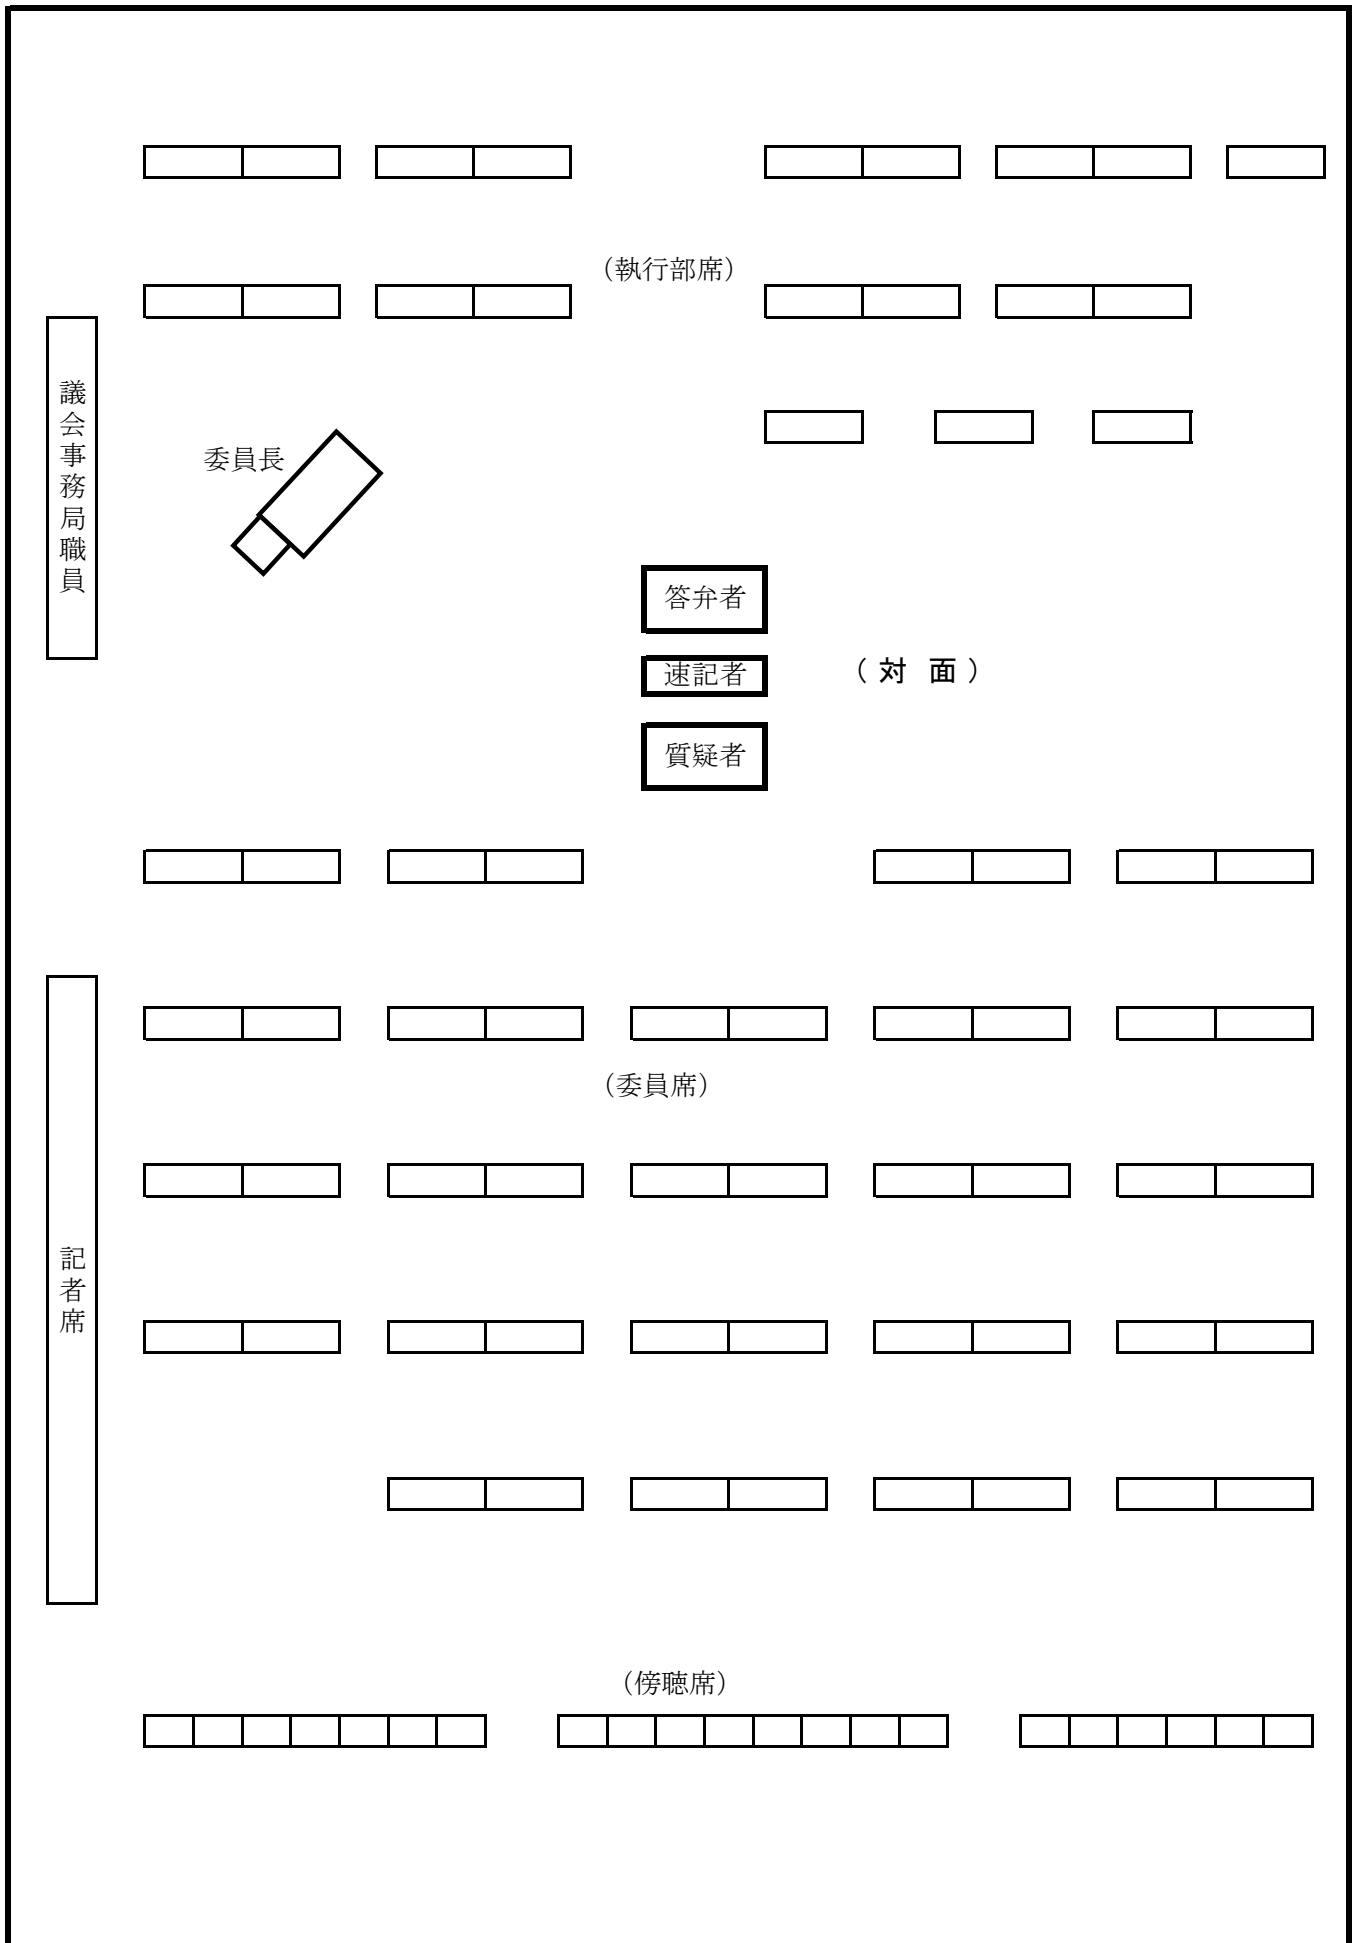 （執行部席）
議会事務局職員
委員長
答弁者
速記者
（対　面）
質疑者
（委員席）
記者席
（傍聴席）